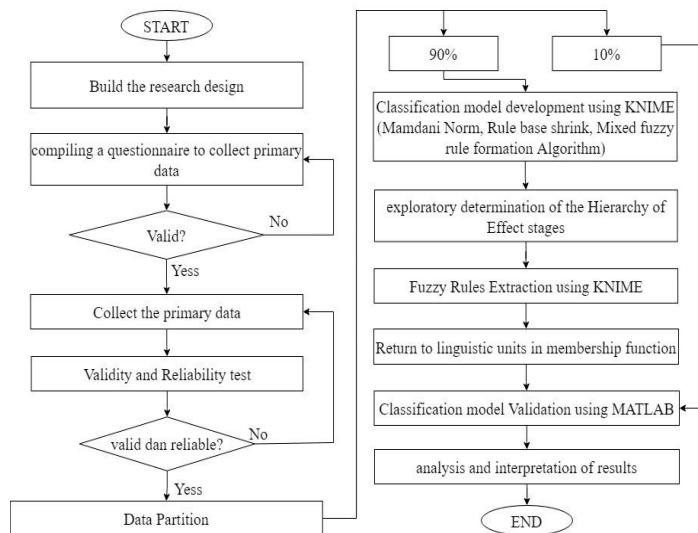 START
Build the research design
compiling a questionnaire to collect primary
data
No
Valid?
Yess
Collect the primary data
Validity and Reliability test
No
valid dan reliable?
Yess
Data Partition
90%
10%
Classification model development using KNIME
(Mamdani Norm, Rule base shrink, Mixed fuzzy
rule formation Algorithm)
exploratory determination of the Hierarchy of
Effect stages
Fuzzy Rules Extraction using KNIME
Return to linguistic units in membership function
Classification model Validation using MATLAB
analysis and interpretation of results
END